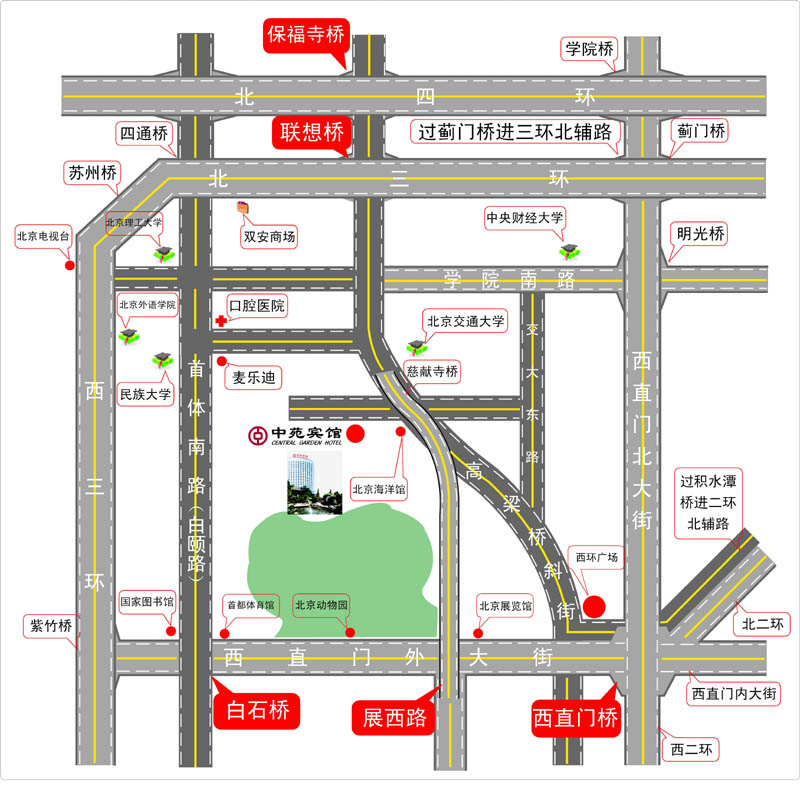 保福寺桥
学院桥
北四环
四通桥
联想桥
过蓟门桥进三环北辅路
蓟门桥
苏州桥
北三环
北京理工大学
北京电视台
双安商场
中央财经大学
明光桥
学院南路
北京外语学院
口腔医院
北京交通大学
交大东路
慈献寺桥
民族大学
麦乐迪
首体南路(白颐路)
西三环
西直门北大街
中苑宾馆
CENTRAL GARDEN HOTEL
北京海洋馆
高梁桥斜街
过积水潭
桥进二环
北辅路
西环广场
国家图书馆
首都体育馆
北京动物园
北京展览馆
紫竹桥
北二环
西直门外大街
西直门内大街
白石桥
展西路
西直门桥
西二环